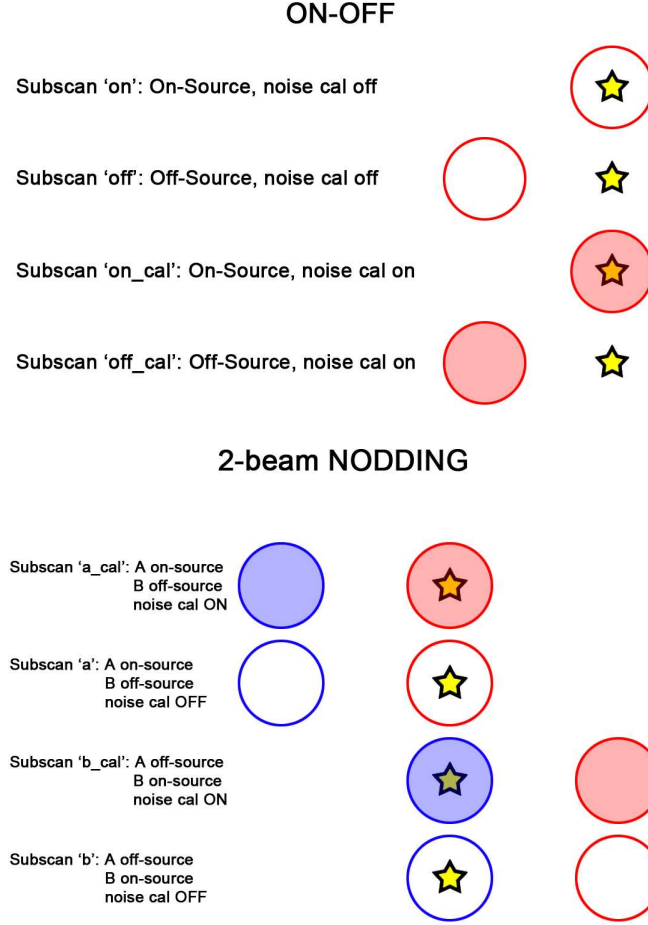 ON-OFF
Subscan ‘on’: On-Source, noise cal off
Subscan ‘off’: Off-Source, noise cal off
Subscan ‘on_cal’: On-Source, noise cal on
Subscan ‘off_cal’: Off-Source, noise cal on
2-beam NODDING
Subscan ‘a_cal’: A on-source
B off-source
noise cal ON
Subscan ‘a’: A on-source
B off-source
noise cal OFF
Subscan ‘b_cal’: A off-source
B on-source
noise cal ON
Subscan ‘b’: A off-source
B on-source
noise cal OFF